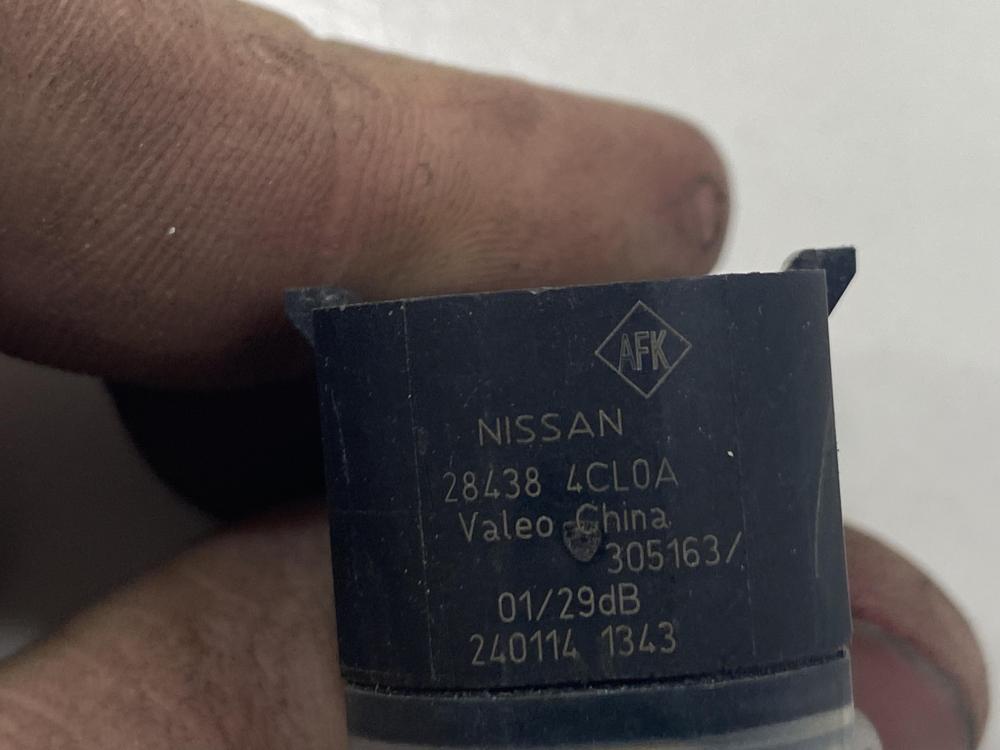 AFK
NISSAN
28438 4CL0A
Valeo China
305163/
01/29dB
240114 1343